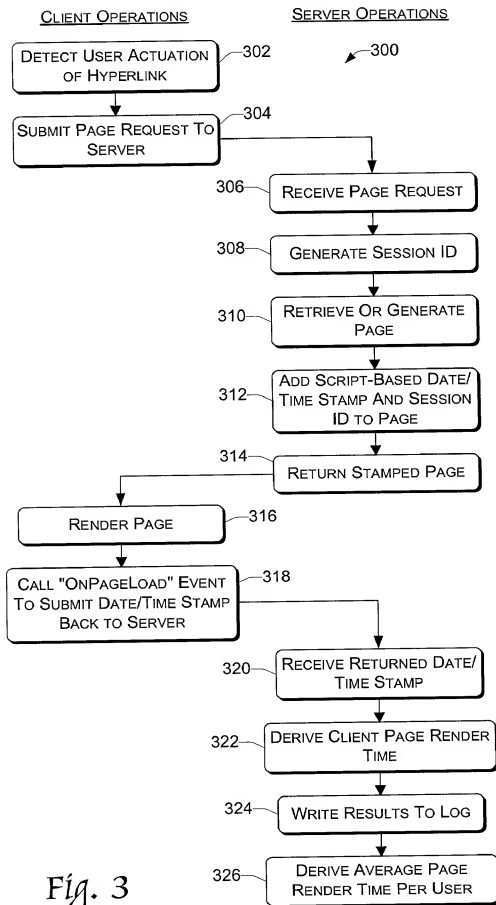 CLIENT OPERATIONS
SERVER OPERATIONS
300
DETECT USER ACTUATION
OF HYPERLINK
302
SUBMIT PAGE REQUEST TO
SERVER
304
306
RECEIVE PAGE REQUEST
308
GENERATE SESSION ID
310
RETRIEVE OR GENERATE
PAGE
312
ADD SCRIPT-BASED DATE/
TIME STAMP AND SESSION
ID TO PAGE
314
RETURN STAMPED PAGE
RENDER PAGE
316
CALL "ONPAGELOAD" EVENT
TO SUBMIT DATE/TIME STAMP
BACK TO SERVER
318
320
RECEIVE RETURNED DATE/
TIME STAMP
322
DERIVE CLIENT PAGE RENDER
TIME
324
WRITE RESULTS TO LOG
326
DERIVE AVERAGE PAGE
RENDER TIME PER USER
Fig. 3